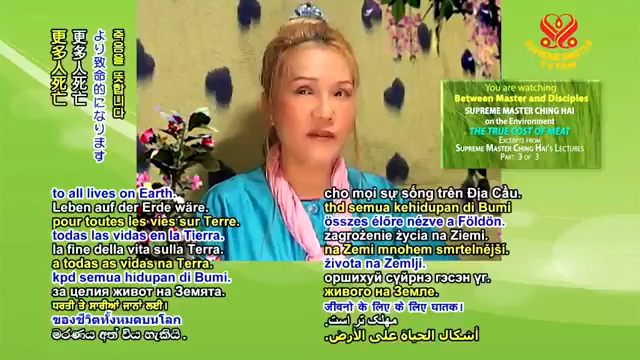 죽음을 뜻합니다
より致命的になります
更多人死亡
更多人死亡
SUPREME MASTER
TV
You are watching
Between Master and Disciples
SUPREME MASTER CHING HAI
on the Environment
THE TRUE COST OF MEAT
EXCERPTS FROM
SUPREME MASTER CHING HAI'S LECTURES
PART 3 OF 3
to all lives on Earth.
Leben auf der Erde wäre.
pour toutes les vies sur Terre.
todas las vidas en la Tierra.
la fine della vita sulla Terra.
a todas as vidas na Terra.
kpd semua hidupan di Bumi.
за целия живот на Земята.
ਧਰਤੀ ਤੇ ਸਾਰੀਆਂ ਜਾਨਾਂ ਲਈ।
ของชีวิตทั้งหมดบนโลก
මරණය අත් විය හැකියි.
cho mọi sự sống trên Địa Cầu.
thd semua kehidupan di Bumi
összes élőre nézve a Földön.
zagrożenie życia na Ziemi.
na Zemi mnohem smrtelnější.
života na Zemlji.
оршихуй сүйрнэ гэсэн үг.
живого на Земле.
जीवनो के लिए के लिए घातक।
مهلک تر است.
أشكال الحياة على الأرض.